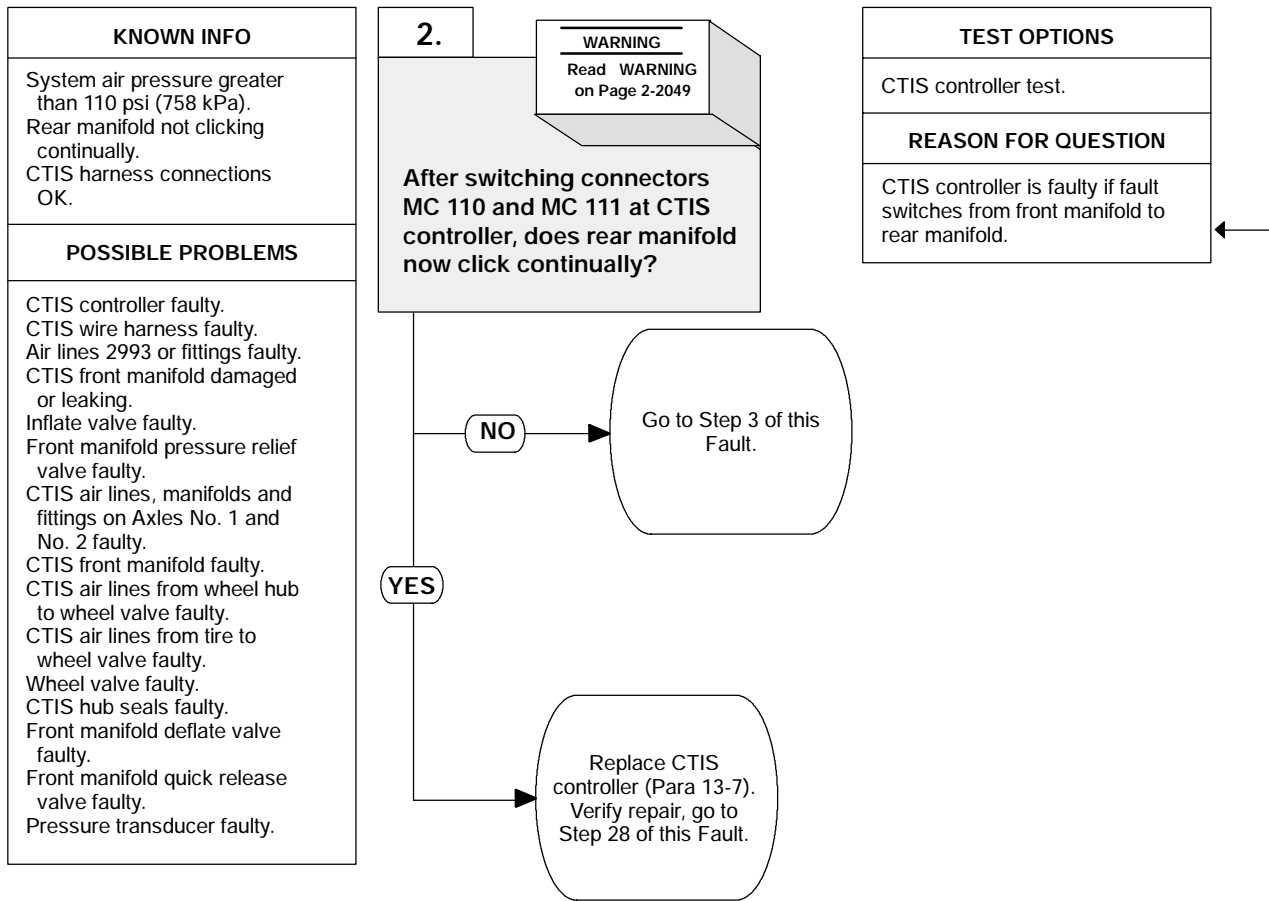 KNOWN INFO
System air pressure greater
than 110 psi (758 kPa).
Rear manifold not clicking
continually.
CTIS harness connections
OK.
POSSIBLE PROBLEMS
CTIS controller faulty.
CTIS wire harness faulty.
Air lines 2993 or fittings faulty.
CTIS front manifold damaged
or leaking.
Inflate valve faulty.
Front manifold pressure relief
valve faulty.
CTIS air lines, manifolds and
fittings on Axles No. 1 and
No. 2 faulty.
CTIS front manifold faulty.
CTIS air lines from wheel hub
to wheel valve faulty.
CTIS air lines from tire to
wheel valve faulty.
Wheel valve faulty.
CTIS hub seals faulty.
Front manifold deflate valve
faulty.
Front manifold quick release
valve faulty.
Pressure transducer faulty.
2.
WARNING
Read WARNING
on Page 2-2049
After switching connectors
MC 110 and MC 111 at CTIS
controller, does rear manifold
now click continually?
NO
Go to Step 3 of this
Fault.
YES
Replace CTIS
controller (Para 13-7).
Verify repair, go to
Step 28 of this Fault.
TEST OPTIONS
CTIS controller test.
REASON FOR QUESTION
CTIS controller is faulty if fault
switches from front manifold to
rear manifold.